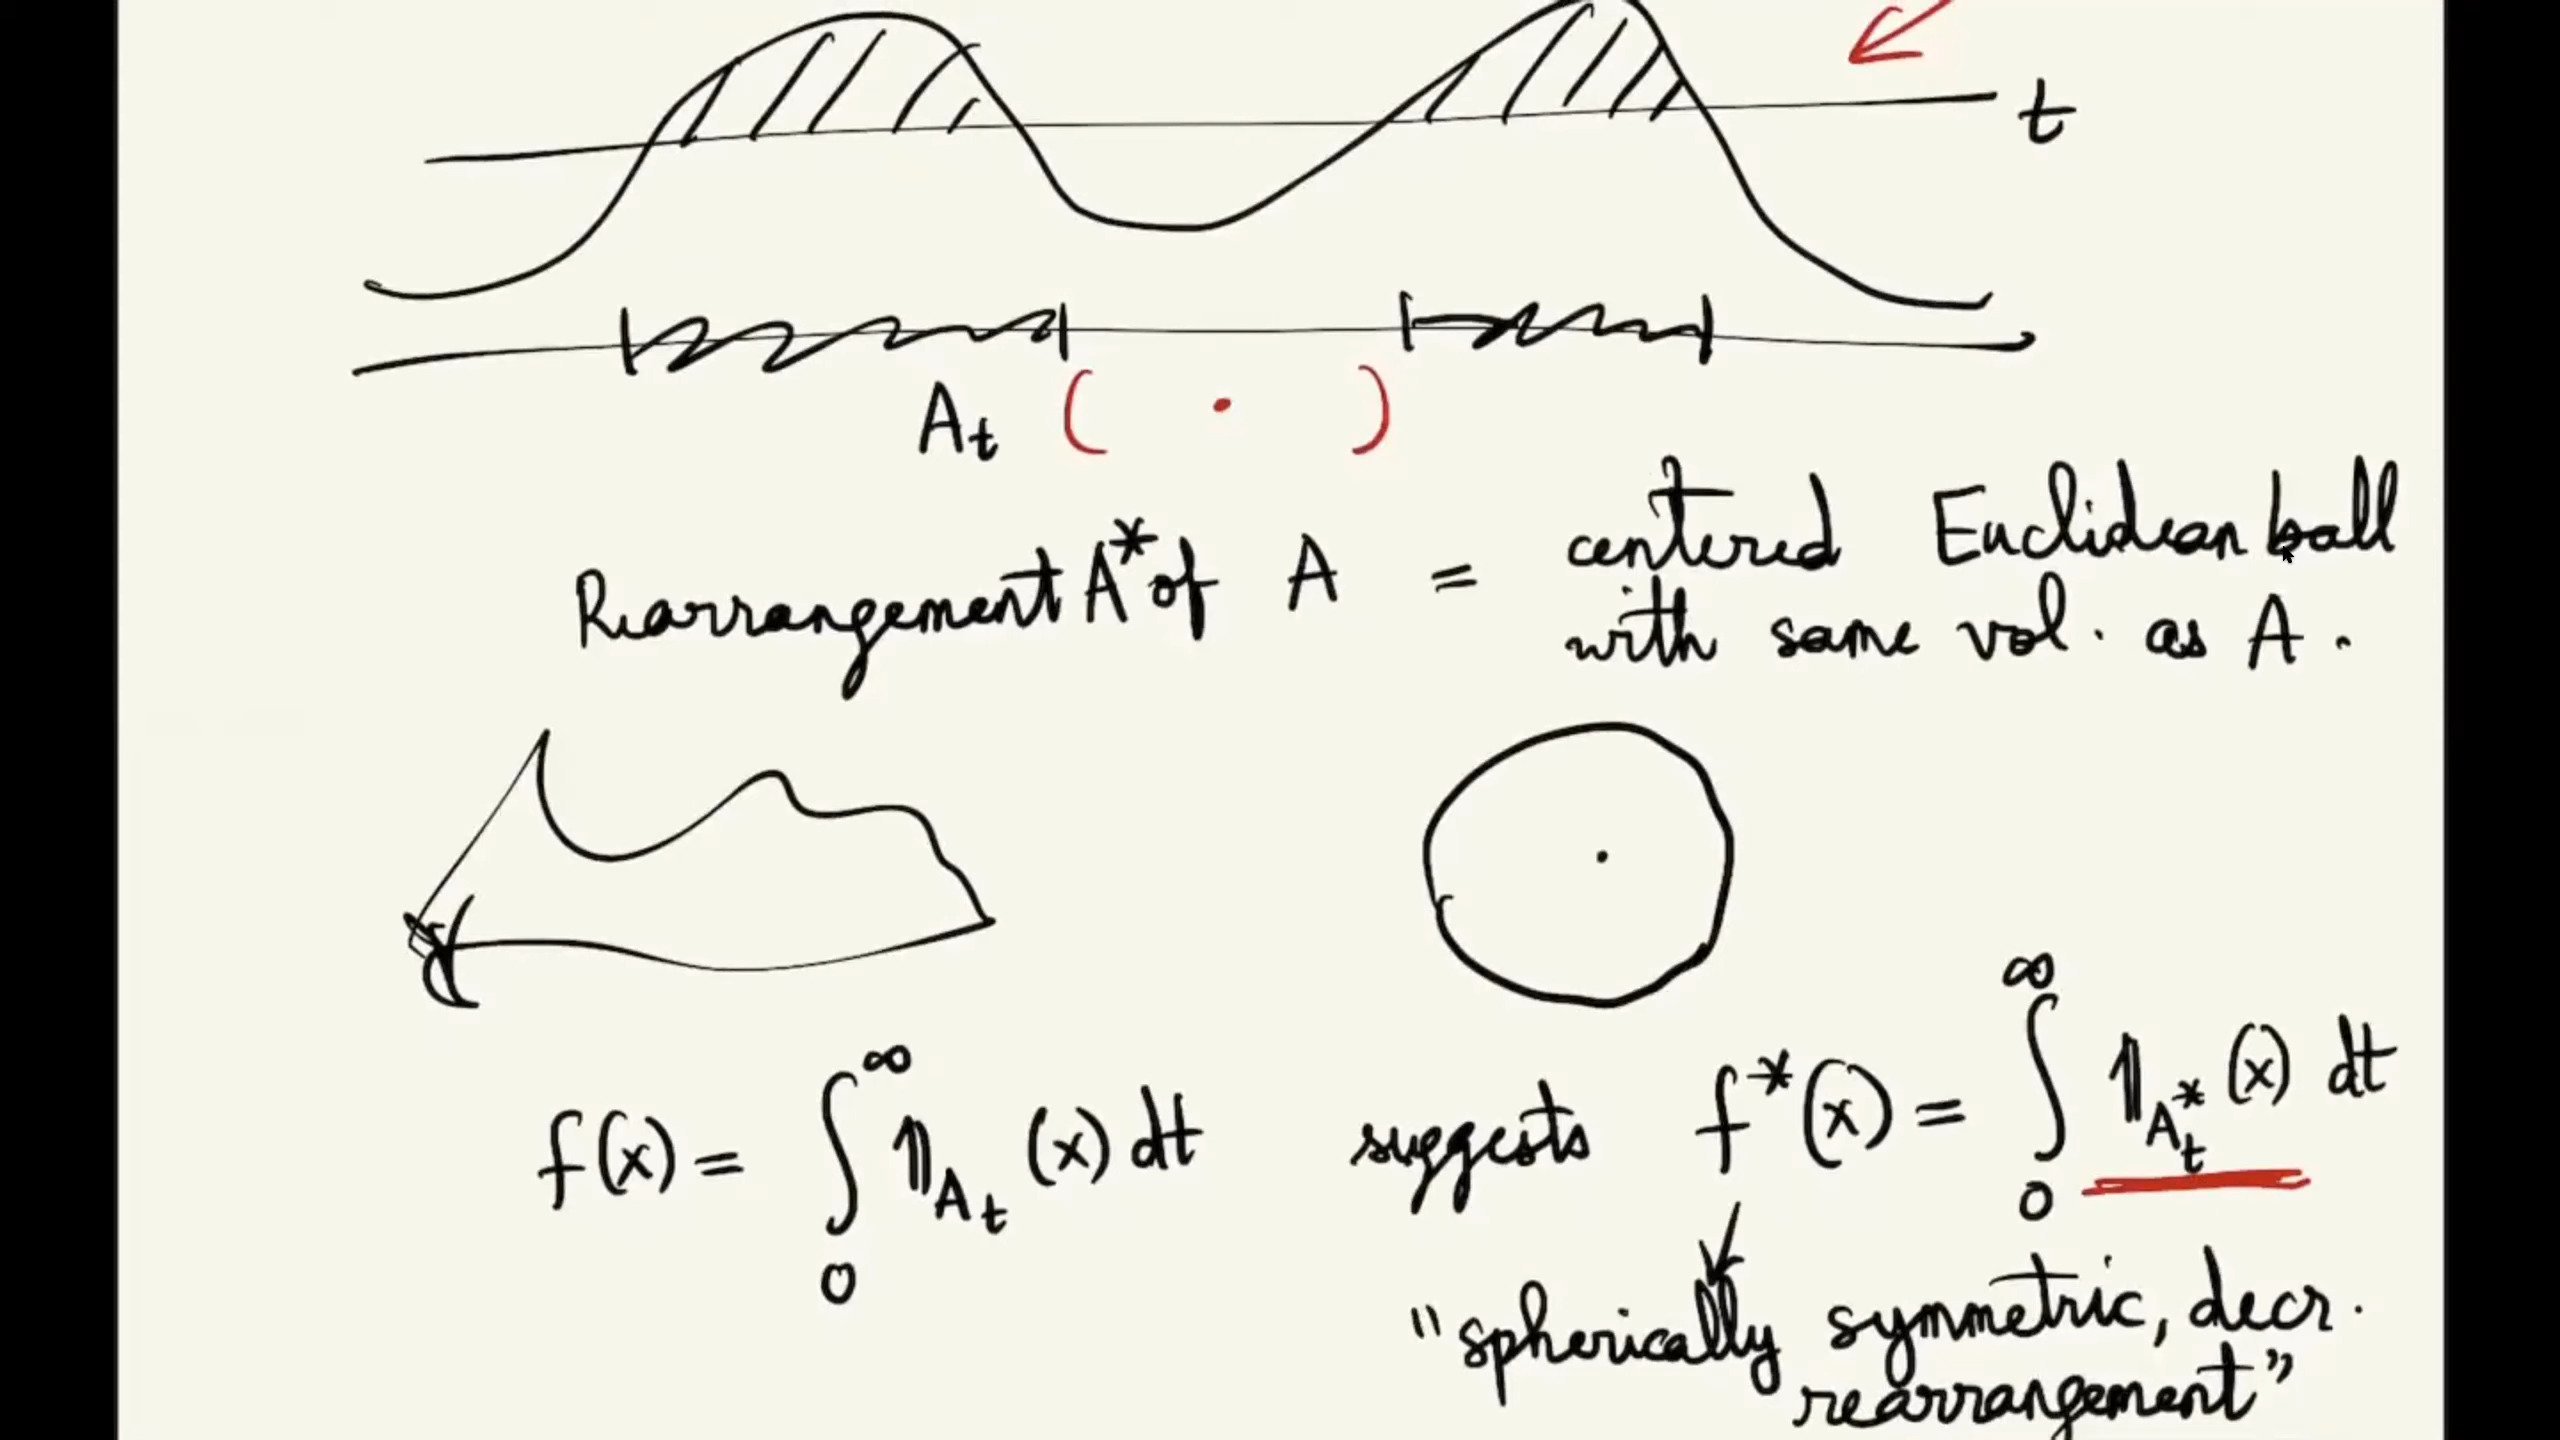 t
A_t ( · )
Rearrangement A* of A = centered Euclidean ball
with same vol. as A.
f(x) = ∫_0^∞ 𝟙_{A_t}(x) dt suggests f*(x) = ∫_0^∞ 𝟙_{A_t^*}(x) dt
"spherically symmetric, decr.
rearrangement"